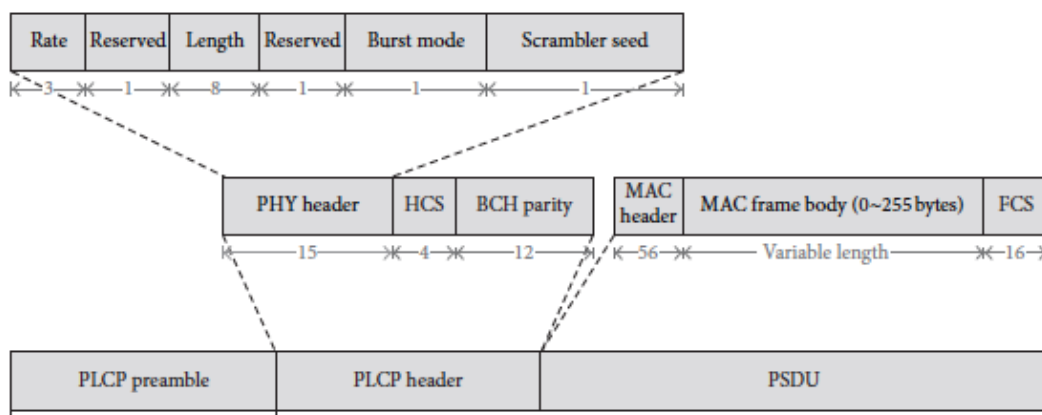 Rate Reserved Length Reserved Burst mode Scrambler seed
3 1 8 1 1 1
PHY header HCS BCH parity MAC header MAC frame body (0~255 bytes) FCS
15 4 12 56 Variable length 16
PLCP preamble PLCP header PSDU